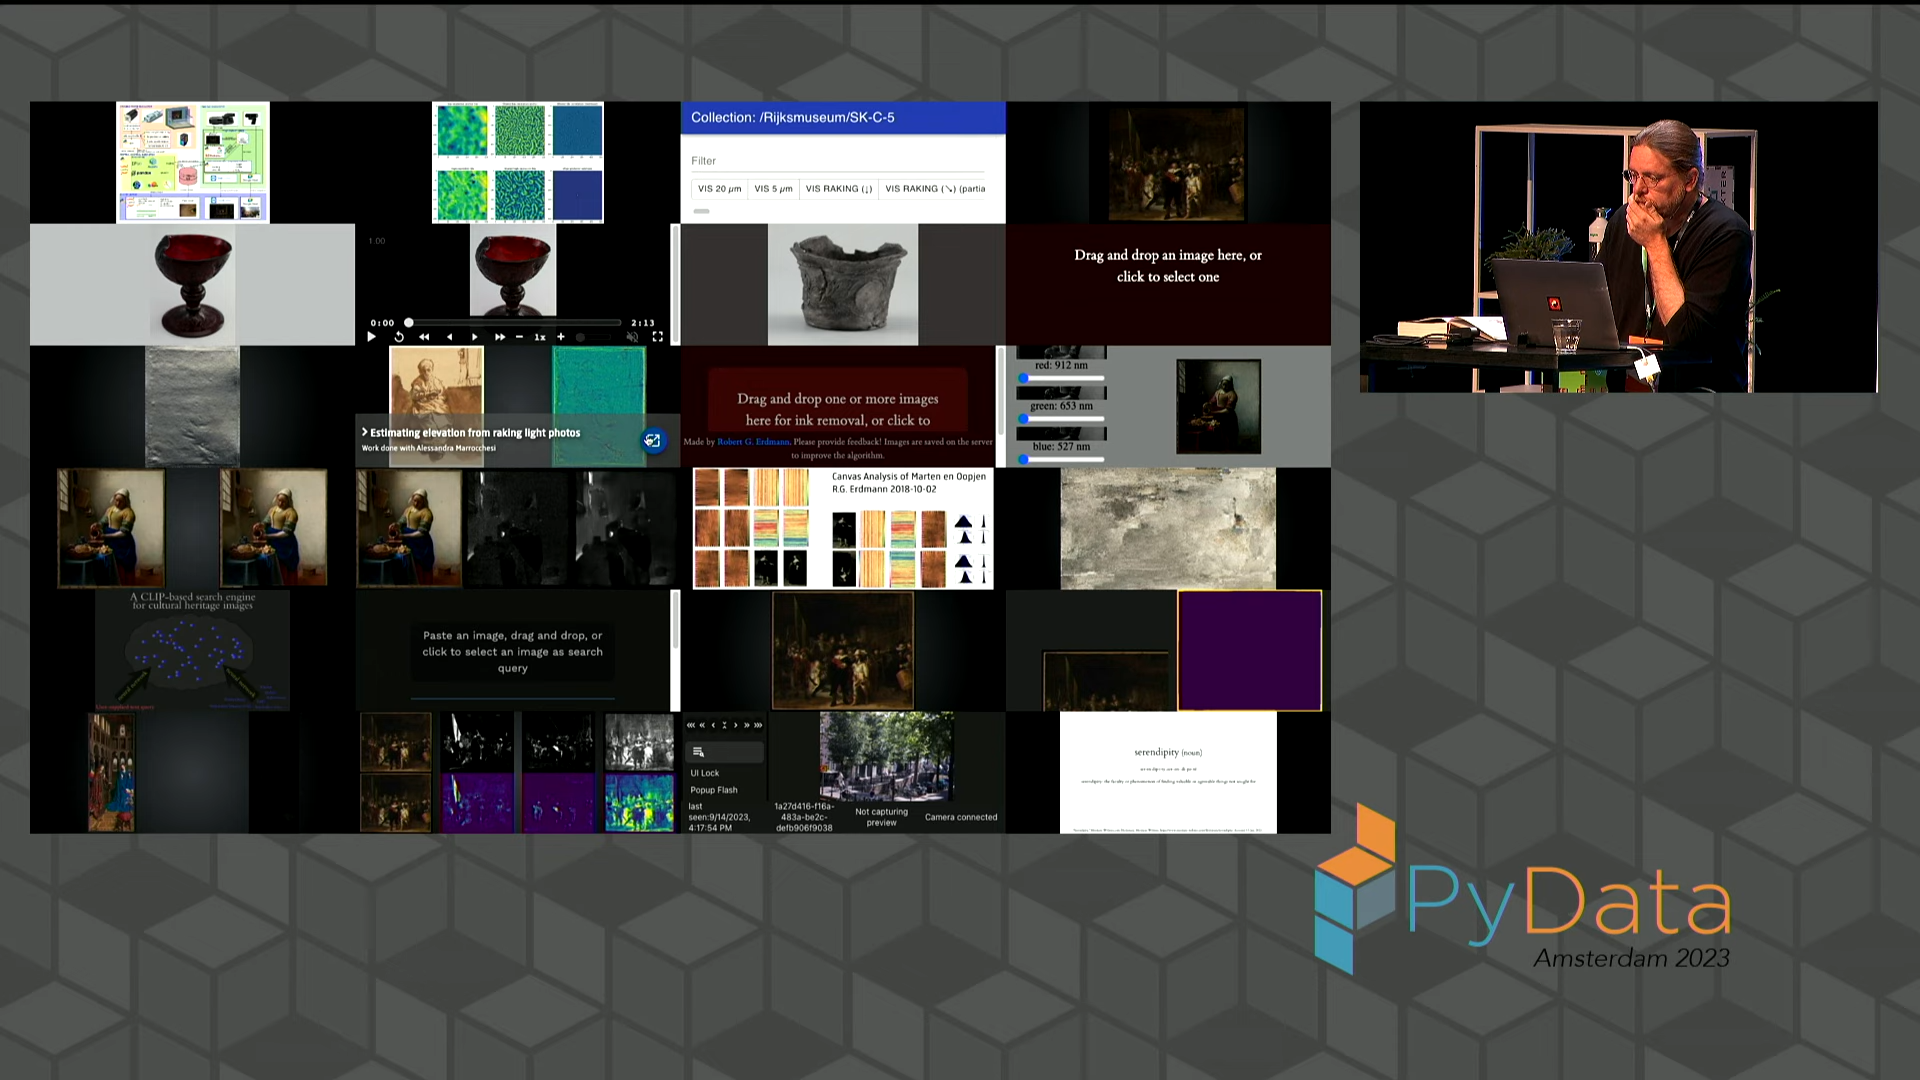 Collection: /Rijksmuseum/SK-C-5
Filter
VIS 20 μm
VIS 5 μm
VIS RAKING (↓)
VIS RAKING (↘) (partia
1:00
0:00
2:13
1x
Drag and drop an image here, or
click to select one
Estimating elevation from raking light photos
Work done with Alessandra Marrocchesi
Drag and drop one or more images
here for ink removal, or click to
Made by Robert G. Erdmann. Please provide feedback! Images are saved on the server
to improve the algorithm.
red: 912 nm
green: 653 nm
blue: 527 nm
Canvas Analysis of Marten en Oopjen
R.G. Erdmann 2018-10-02
A CLIP-based search engine
for cultural heritage images
Paste an image, drag and drop, or
click to select an image as search
query
UI Lock
Popup Flash
last
seen:9/14/2023,
4:17:54 PM
1a27d416-f16a-
483a-be2c-
defb906f9038
Not capturing
preview
Camera connected
serendipity (noun)
PyData
Amsterdam 2023